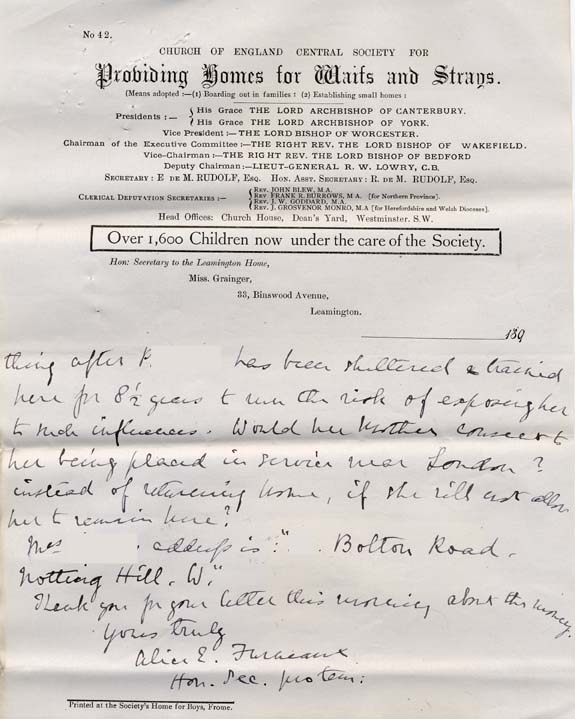 No 42.
CHURCH OF ENGLAND CENTRAL SOCIETY FOR
Providing Homes for Waifs and Strays.
(Means adopted:—(1) Boarding out in families: (2) Establishing small homes:
Presidents:— { His Grace THE LORD ARCHBISHOP OF CANTERBURY.
{ His Grace THE LORD ARCHBISHOP OF YORK.
Vice President:—THE LORD BISHOP OF WORCESTER.
Chairman of the Executive Committee:—THE RIGHT REV. THE LORD BISHOP OF WAKEFIELD.
Vice-Chairman:—THE RIGHT REV. THE LORD BISHOP OF BEDFORD
Deputy Chairman:—LIEUT-GENERAL R. W. LOWRY, C.B.
SECRETARY: E DE M. RUDOLF, ESQ. HON. ASST. SECRETARY: R. DE M. RUDOLF, ESQ.
CLERICAL DEPUTATION SECRETARIES:— { REV. JOHN BLEW, M.A.
REV FRANK R. BURROWS, M.A. [for Northern Province].
REV. J. W. GODDARD, M.A.
REV. J. GROSVENOR MONRO, M.A [for Herefordshire and Welsh Dioceses].
Head Offices: Church House, Dean's Yard, Westminster. S.W.
Over 1,600 Children now under the care of the Society.
Hon: Secretary to the Leamington Home,
Miss. Grainger,
33, Binswood Avenue,
Leamington.
189
thing after P. has been sheltered & trained
here for 8½ years to run the risk of exposing her
to such influences. Would her Mother consent to
her being placed in service near London?
instead of returning home, if she will not allow
her to remain here?
Mrs . address is " . Bolton Road.
Notting Hill. W."
Thank you for your letter this morning about the money.
Yours truly
Alice E. Furneaux
Hon. Sec. protem:
Printed at the Society's Home for Boys, Frome.